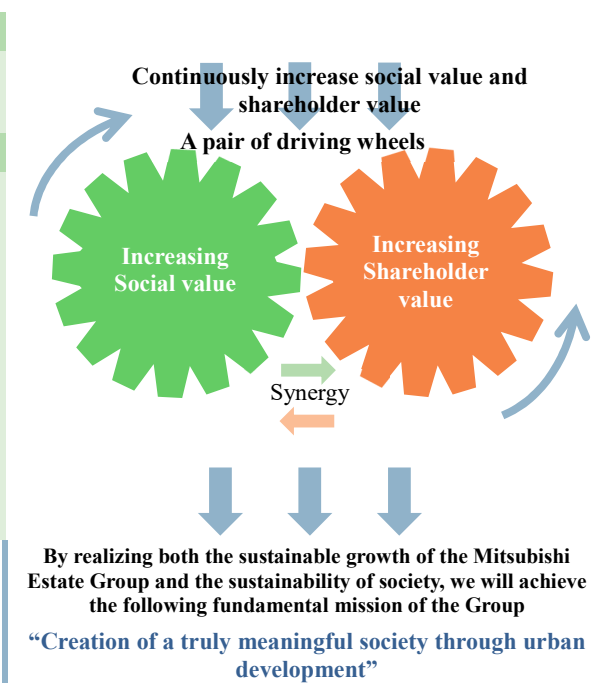 Continuously increase social value and
shareholder value
A pair of driving wheels
Increasing
Social value
Increasing
Shareholder
value
Synergy
By realizing both the sustainable growth of the Mitsubishi
Estate Group and the sustainability of society, we will achieve
the following fundamental mission of the Group
“Creation of a truly meaningful society through urban
development”